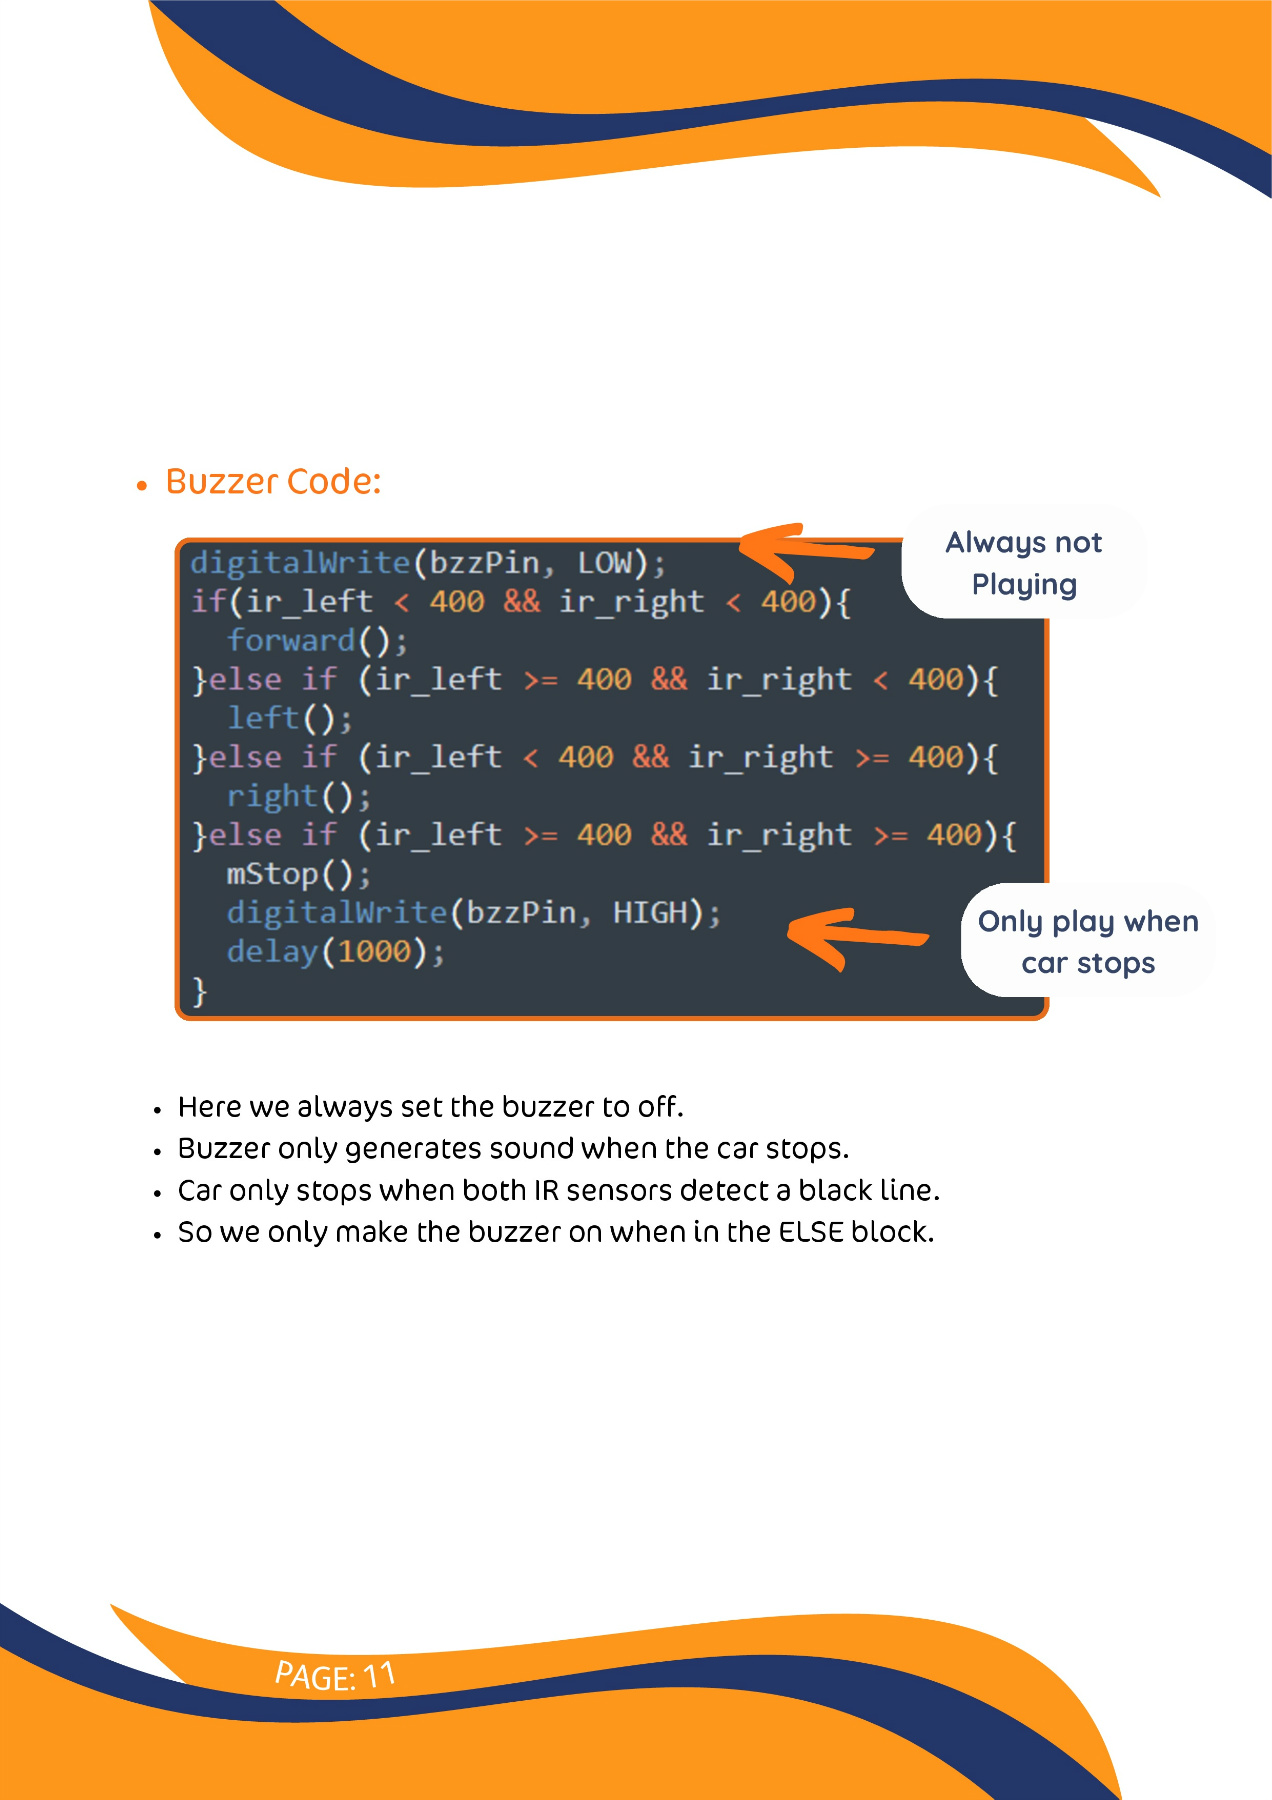 • Buzzer Code:
Always not
Playing
digitalWrite(bzzPin, LOW);
if(ir_left < 400 && ir_right < 400){
  forward();
}else if (ir_left >= 400 && ir_right < 400){
  left();
}else if (ir_left < 400 && ir_right >= 400){
  right();
}else if (ir_left >= 400 && ir_right >= 400){
  mStop();
  digitalWrite(bzzPin, HIGH);
  delay(1000);
}
Only play when
car stops
• Here we always set the buzzer to off.
• Buzzer only generates sound when the car stops.
• Car only stops when both IR sensors detect a black line.
• So we only make the buzzer on when in the ELSE block.
PAGE: 11